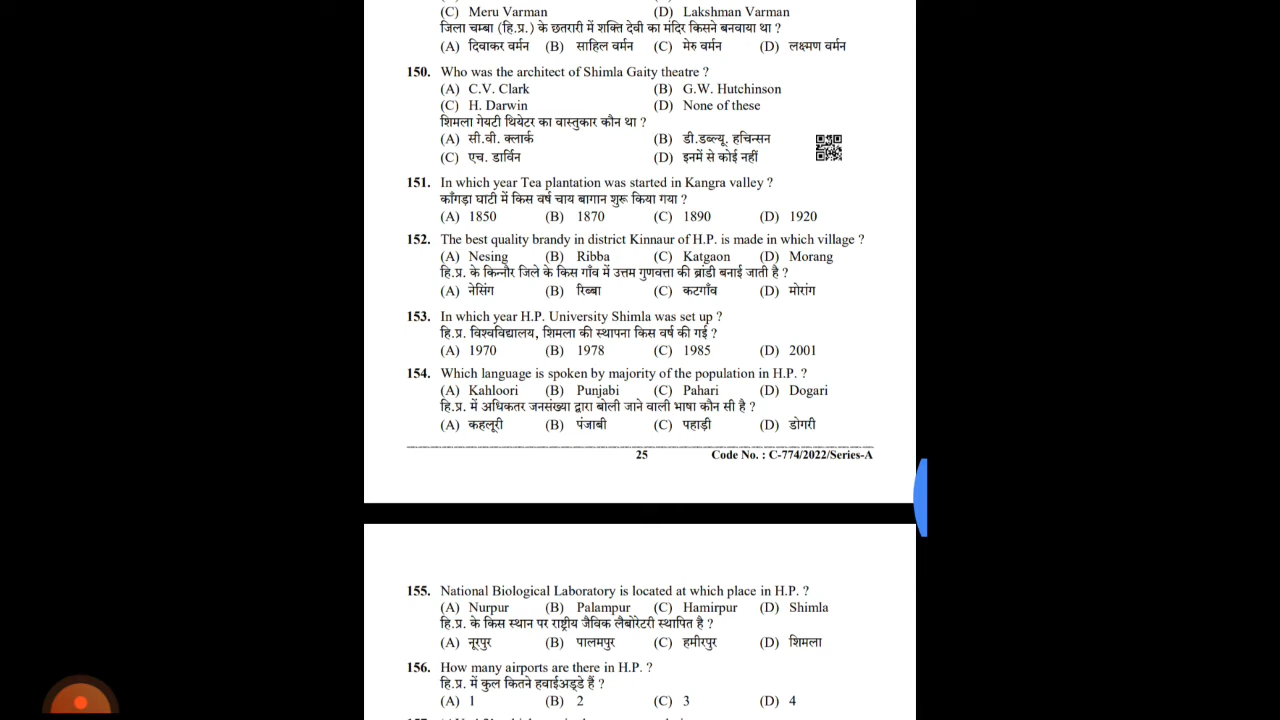 (C) Meru Varman (D) Lakshman Varman
जिला चम्बा (हि.प्र.) के छतरारी में शक्ति देवी का मंदिर किसने बनवाया था ?
(A) दिवाकर वर्मन (B) साहिल वर्मन (C) मेरु वर्मन (D) लक्ष्मण वर्मन
150. Who was the architect of Shimla Gaity theatre ?
(A) C.V. Clark (B) G.W. Hutchinson
(C) H. Darwin (D) None of these
शिमला गेयटी थियेटर का वास्तुकार कौन था ?
(A) सी.वी. क्लार्क (B) डी.डब्ल्यू. हचिन्सन
(C) एच. डार्विन (D) इनमें से कोई नहीं
151. In which year Tea plantation was started in Kangra valley ?
काँगड़ा घाटी में किस वर्ष चाय बागान शुरू किया गया ?
(A) 1850 (B) 1870 (C) 1890 (D) 1920
152. The best quality brandy in district Kinnaur of H.P. is made in which village ?
(A) Nesing (B) Ribba (C) Katgaon (D) Morang
हि.प्र. के किन्नौर जिले के किस गाँव में उत्तम गुणवत्ता की ब्रांडी बनाई जाती है ?
(A) नेसिंग (B) रिब्बा (C) कटगाँव (D) मोरांग
153. In which year H.P. University Shimla was set up ?
हि.प्र. विश्वविद्यालय, शिमला की स्थापना किस वर्ष की गई ?
(A) 1970 (B) 1978 (C) 1985 (D) 2001
154. Which language is spoken by majority of the population in H.P. ?
(A) Kahloori (B) Punjabi (C) Pahari (D) Dogari
हि.प्र. में अधिकतर जनसंख्या द्वारा बोली जाने वाली भाषा कौन सी है ?
(A) कहलूरी (B) पंजाबी (C) पहाड़ी (D) डोगरी
25 Code No. : C-774/2022/Series-A
155. National Biological Laboratory is located at which place in H.P. ?
(A) Nurpur (B) Palampur (C) Hamirpur (D) Shimla
हि.प्र. के किस स्थान पर राष्ट्रीय जैविक लैबोरेटरी स्थापित है ?
(A) नूरपुर (B) पालमपुर (C) हमीरपुर (D) शिमला
156. How many airports are there in H.P. ?
हि.प्र. में कुल कितने हवाईअड्डे हैं ?
(A) 1 (B) 2 (C) 3 (D) 4